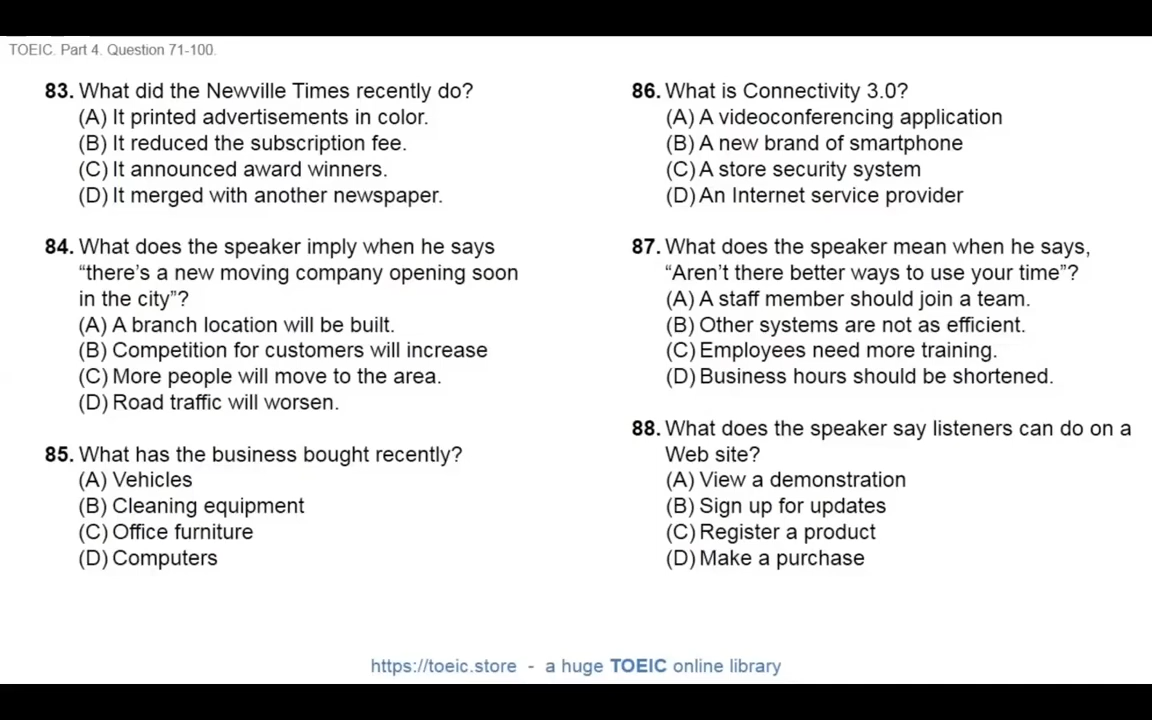 TOEIC. Part 4. Question 71-100.
83. What did the Newville Times recently do?
(A) It printed advertisements in color.
(B) It reduced the subscription fee.
(C) It announced award winners.
(D) It merged with another newspaper.
84. What does the speaker imply when he says
“there’s a new moving company opening soon
in the city”?
(A) A branch location will be built.
(B) Competition for customers will increase
(C) More people will move to the area.
(D) Road traffic will worsen.
85. What has the business bought recently?
(A) Vehicles
(B) Cleaning equipment
(C) Office furniture
(D) Computers
86. What is Connectivity 3.0?
(A) A videoconferencing application
(B) A new brand of smartphone
(C) A store security system
(D) An Internet service provider
87. What does the speaker mean when he says,
“Aren’t there better ways to use your time”?
(A) A staff member should join a team.
(B) Other systems are not as efficient.
(C) Employees need more training.
(D) Business hours should be shortened.
88. What does the speaker say listeners can do on a
Web site?
(A) View a demonstration
(B) Sign up for updates
(C) Register a product
(D) Make a purchase
https://toeic.store - a huge TOEIC online library